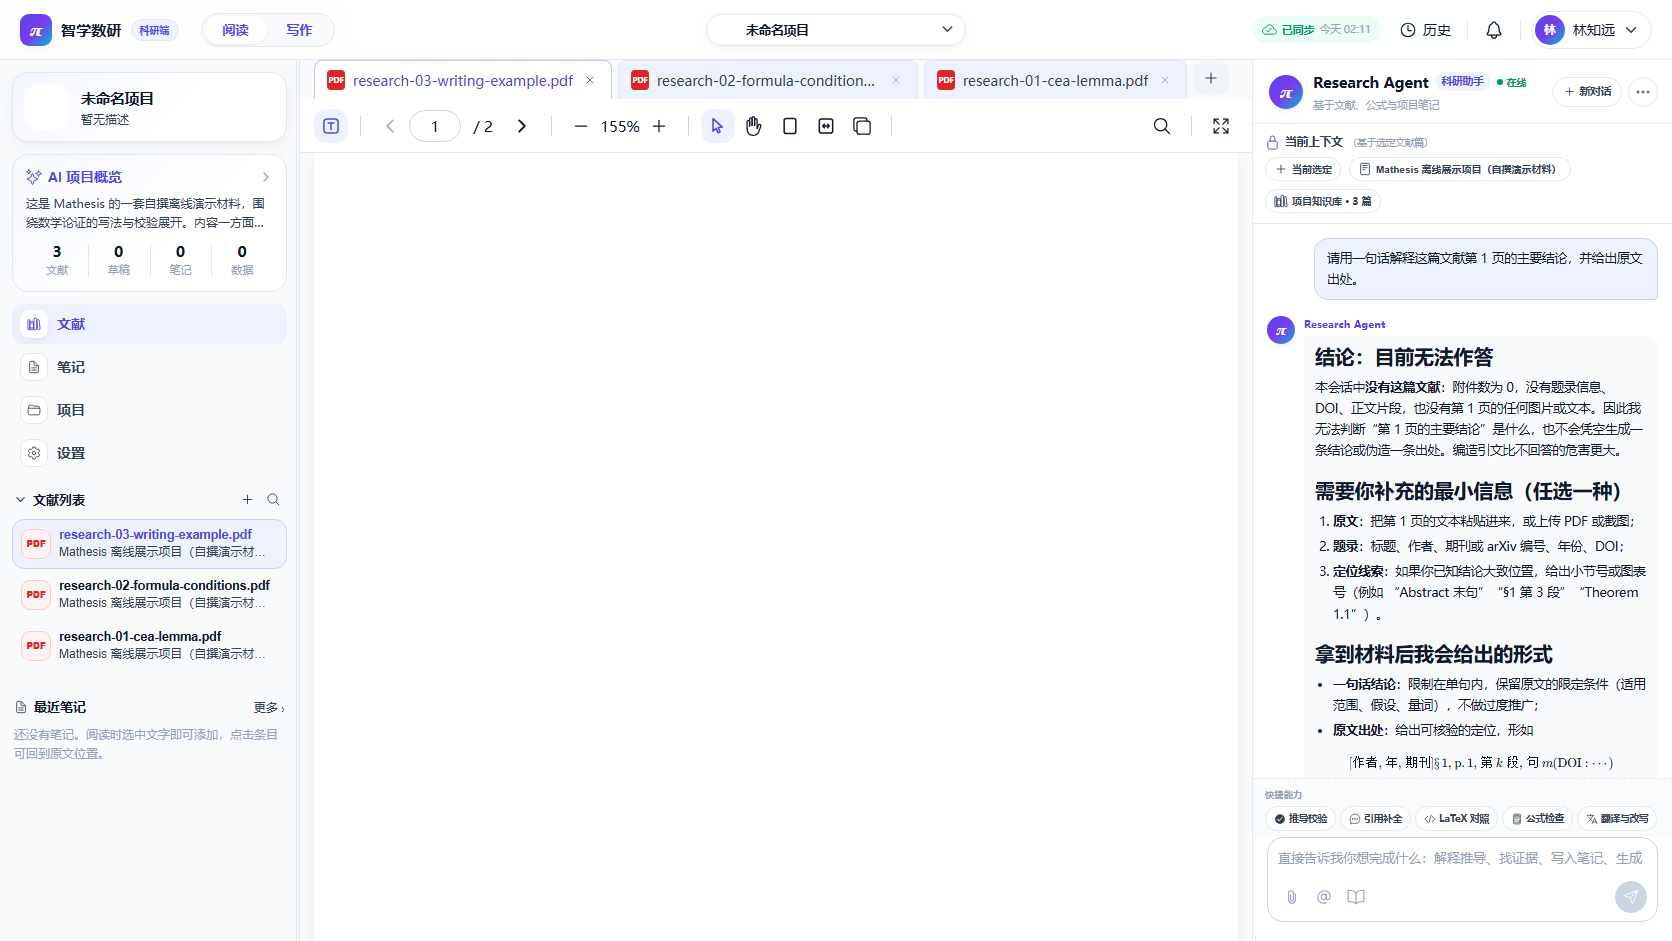 π 智学数研 科研端 阅读 写作 未命名项目 已同步 今天 02:11 历史 林 林知远
未命名项目
暂无描述
AI 项目概览
这是 Mathesis 的一套自撰离线演示材料，围
绕数学论证的写法与校验展开。内容一方面...
3 0 0 0
文献 草稿 笔记 数据
文献
笔记
项目
设置
文献列表
PDF research-03-writing-example.pdf
Mathesis 离线展示项目（自撰演示材...
PDF research-02-formula-conditions.pdf
Mathesis 离线展示项目（自撰演示材...
PDF research-01-cea-lemma.pdf
Mathesis 离线展示项目（自撰演示材...
最近笔记 更多 ›
还没有笔记。阅读时选中文字即可添加，点击条目
可回到原文位置。
PDF research-03-writing-example.pdf × PDF research-02-formula-condition... × PDF research-01-cea-lemma.pdf × +
T 1 / 2 155%
π Research Agent 科研助手 在线 + 新对话 ...
基于文献、公式与项目笔记
当前上下文 （基于选定文献篇）
+ 当前选定 Mathesis 离线展示项目（自撰演示材料）
项目知识库 • 3 篇
请用一句话解释这篇文献第 1 页的主要结论，并给出原文
出处。
π Research Agent
结论：目前无法作答
本会话中没有这篇文献：附件数为 0，没有题录信息、
DOI、正文片段，也没有第 1 页的任何图片或文本。因此我
无法判断“第 1 页的主要结论”是什么，也不会凭空生成一
条结论或伪造一条出处。编造引文比不回答的危害更大。
需要你补充的最小信息（任选一种）
1. 原文：把第 1 页的文本粘贴进来，或上传 PDF 或截图；
2. 题录：标题、作者、期刊或 arXiv 编号、年份、DOI；
3. 定位线索：如果你已知结论大致位置，给出小节号或图表
号（例如 “Abstract 末句” “§1 第 3 段” “Theorem
1.1”）。
拿到材料后我会给出的形式
• 一句话结论：限制在单句内，保留原文的限定条件（适用
范围、假设、量词），不做过度推广；
• 原文出处：给出可核验的定位，形如
[作者, 年, 期刊]§1, p. 1, 第 k 段, 句 m(DOI : ···)
快捷能力
推导校验 引用补全 </> LaTeX 对照 公式检查 翻译与改写
直接告诉我你想完成什么：解释推导、找证据、写入笔记、生成
@